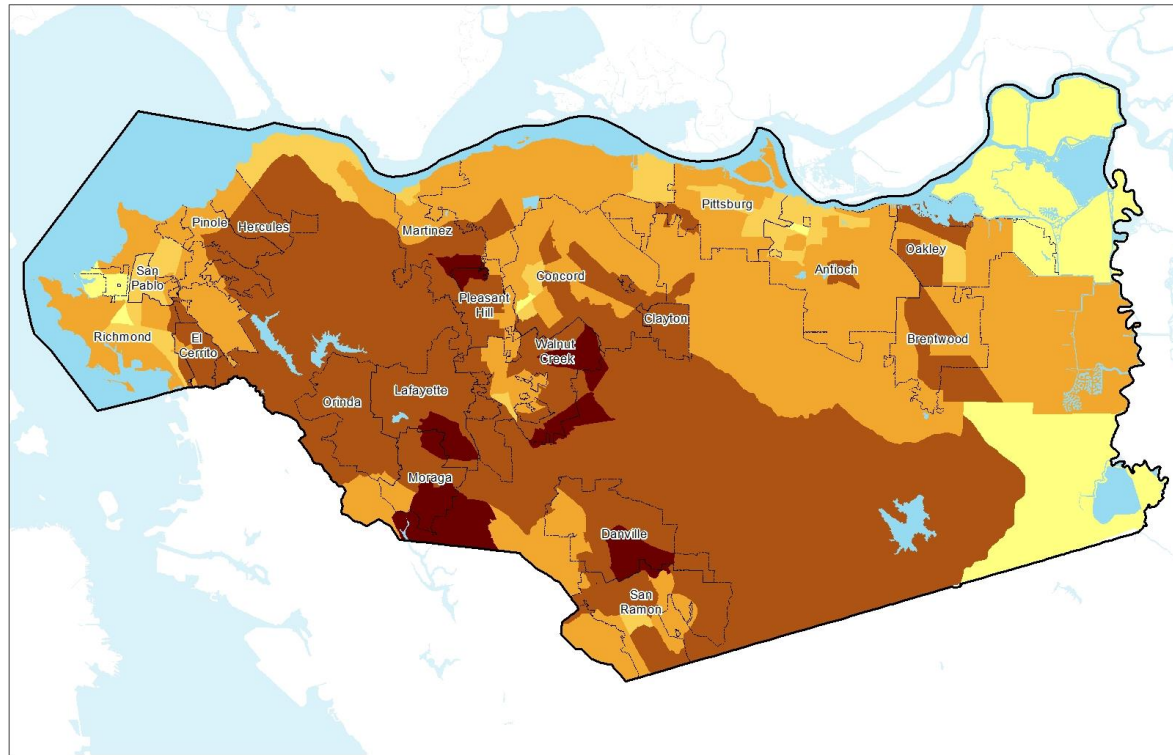 Pinole
Hercules
Martinez
Pittsburg
San
Pablo
Concord
Antioch
Oakley
Pleasant
Hill
Richmond
El
Cerrito
Clayton
Walnut
Creek
Brentwood
Orinda
Lafayette
Moraga
Danville
San
Ramon